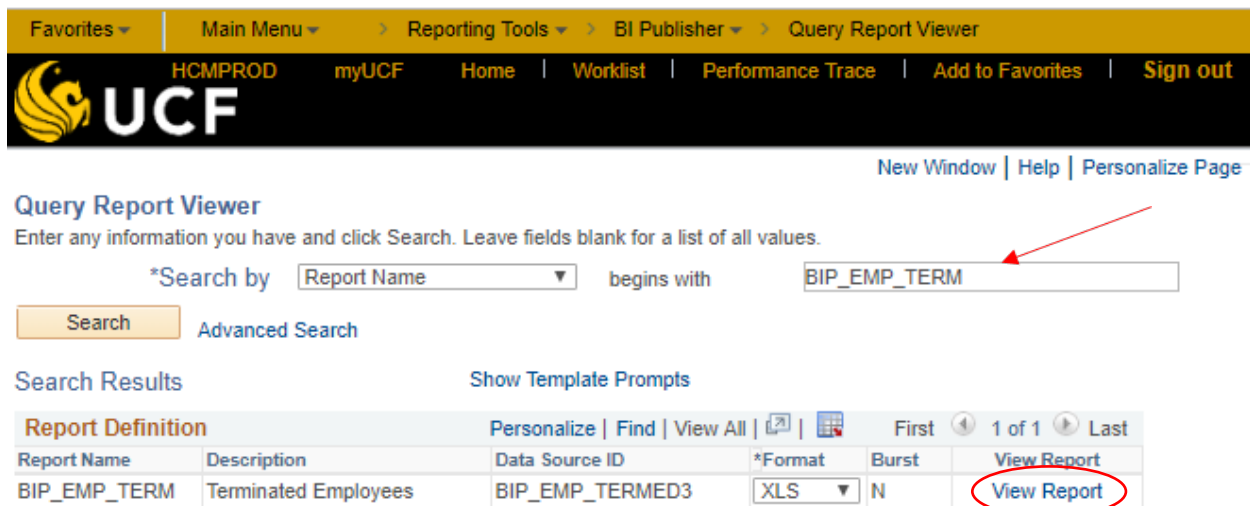 Favorites Main Menu > Reporting Tools > BI Publisher > Query Report Viewer
HCMPROD myUCF Home | Worklist | Performance Trace | Add to Favorites | Sign out
UCF
New Window | Help | Personalize Page
Query Report Viewer
Enter any information you have and click Search. Leave fields blank for a list of all values.
*Search by Report Name begins with BIP_EMP_TERM
Search Advanced Search
Search Results Show Template Prompts
Report Definition Personalize | Find | View All | | First 1 of 1 Last
Report Name Description Data Source ID *Format Burst View Report
BIP_EMP_TERM Terminated Employees BIP_EMP_TERMED3 XLS N View Report